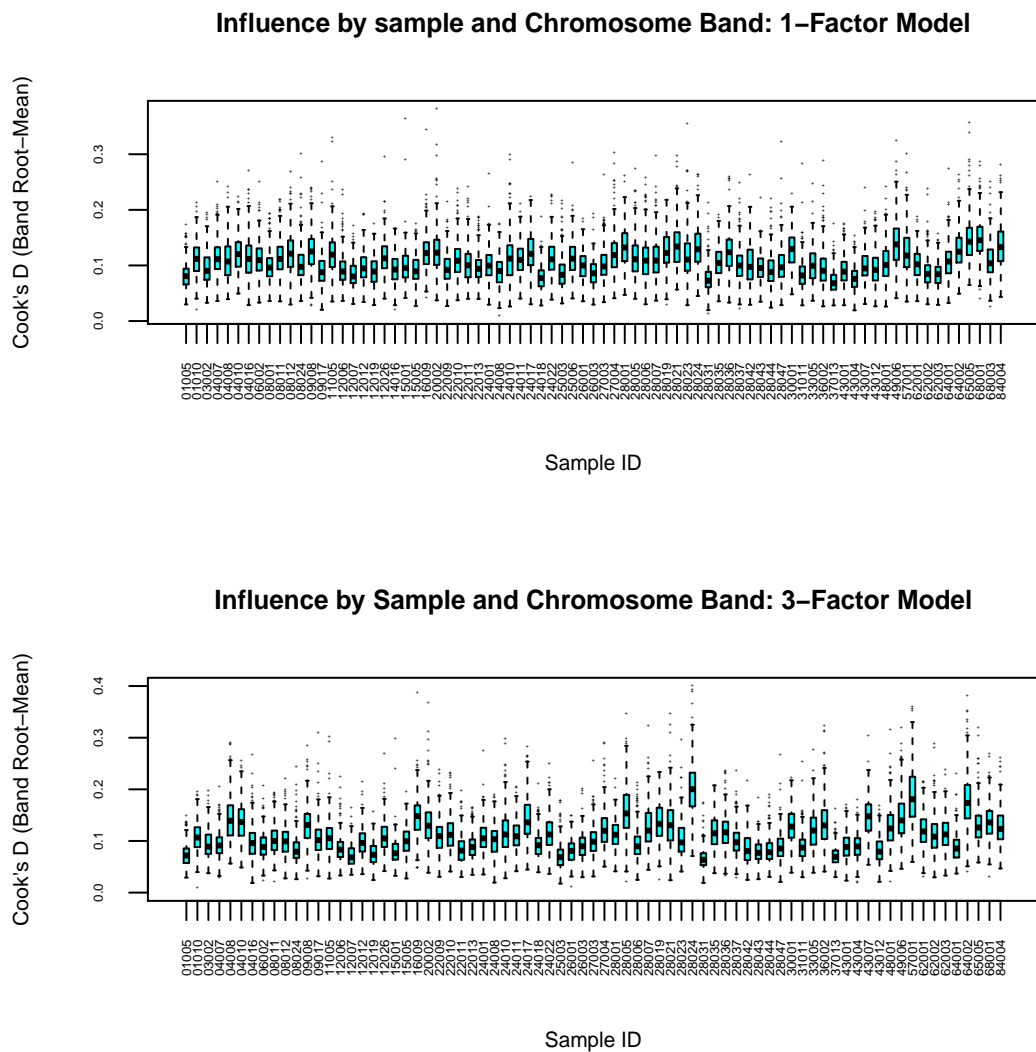 Influence by sample and Chromosome Band: 1−Factor Model
Cook's D (Band Root−Mean)
0.3
0.2
0.1
0.0
01005 01010 03002 04007 04008 04010 04016 06002 08001 08011 08012 08024 09008 09017 11005 12006 12007 12012 12019 12026 14016 15001 15005 16009 20002 22009 22010 22011 22013 24001 24008 24010 24011 24017 24018 24022 25003 25006 26001 26003 27003 27004 28001 28005 28006 28007 28019 28021 28023 28024 28031 28035 28036 28037 28042 28043 28044 28047 30001 31011 33005 36002 37013 43001 43004 43007 43012 48001 49006 57001 62001 62002 62003 64001 64002 65005 68001 68003 84004
Sample ID
Influence by Sample and Chromosome Band: 3−Factor Model
Cook's D (Band Root−Mean)
0.4
0.3
0.2
0.1
0.0
01005 01010 03002 04007 04008 04010 04016 06002 08011 08012 08024 09008 09017 11005 12006 12007 12012 12019 12026 15001 15005 16009 20002 22009 22010 22011 22013 24001 24008 24010 24011 24017 24018 24022 25003 26001 26003 27003 27004 28001 28005 28006 28007 28019 28021 28023 28024 28031 28035 28036 28037 28042 28043 28044 28047 30001 31011 33005 36002 37013 43001 43004 43007 43012 48001 49006 57001 62001 62002 62003 64001 64002 65005 68001 84004
Sample ID